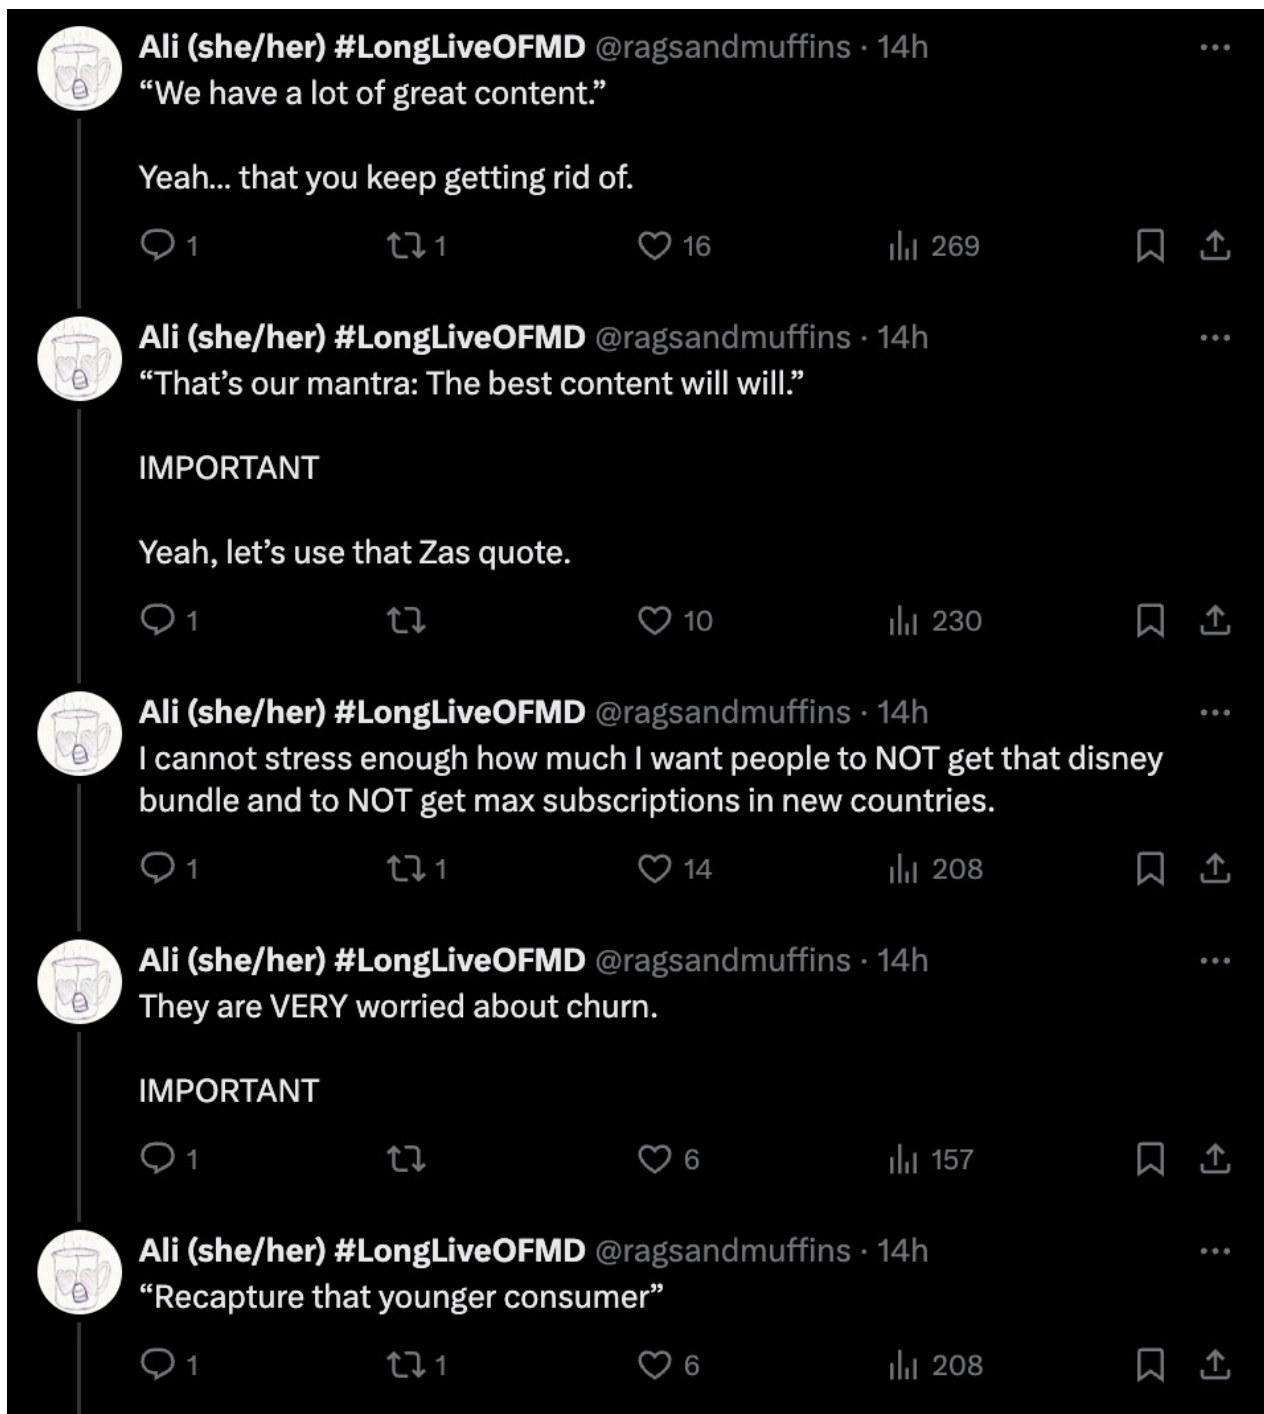 Ali (she/her) #LongLiveOFMD @ragsandmuffins · 14h
“We have a lot of great content.”
Yeah... that you keep getting rid of.
1 1 16 269
Ali (she/her) #LongLiveOFMD @ragsandmuffins · 14h
“That’s our mantra: The best content will will.”
IMPORTANT
Yeah, let’s use that Zas quote.
1 10 230
Ali (she/her) #LongLiveOFMD @ragsandmuffins · 14h
I cannot stress enough how much I want people to NOT get that disney
bundle and to NOT get max subscriptions in new countries.
1 1 14 208
Ali (she/her) #LongLiveOFMD @ragsandmuffins · 14h
They are VERY worried about churn.
IMPORTANT
1 6 157
Ali (she/her) #LongLiveOFMD @ragsandmuffins · 14h
“Recapture that younger consumer”
1 1 6 208